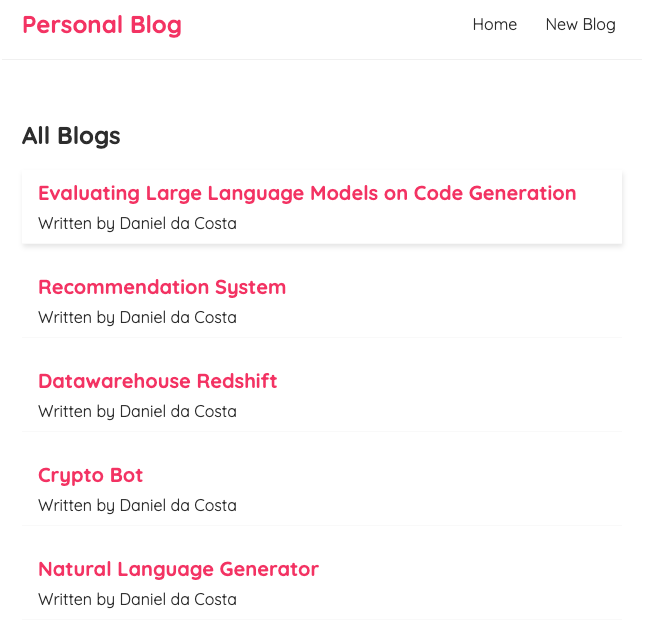 Personal Blog
Home New Blog
All Blogs
Evaluating Large Language Models on Code Generation
Written by Daniel da Costa
Recommendation System
Written by Daniel da Costa
Datawarehouse Redshift
Written by Daniel da Costa
Crypto Bot
Written by Daniel da Costa
Natural Language Generator
Written by Daniel da Costa